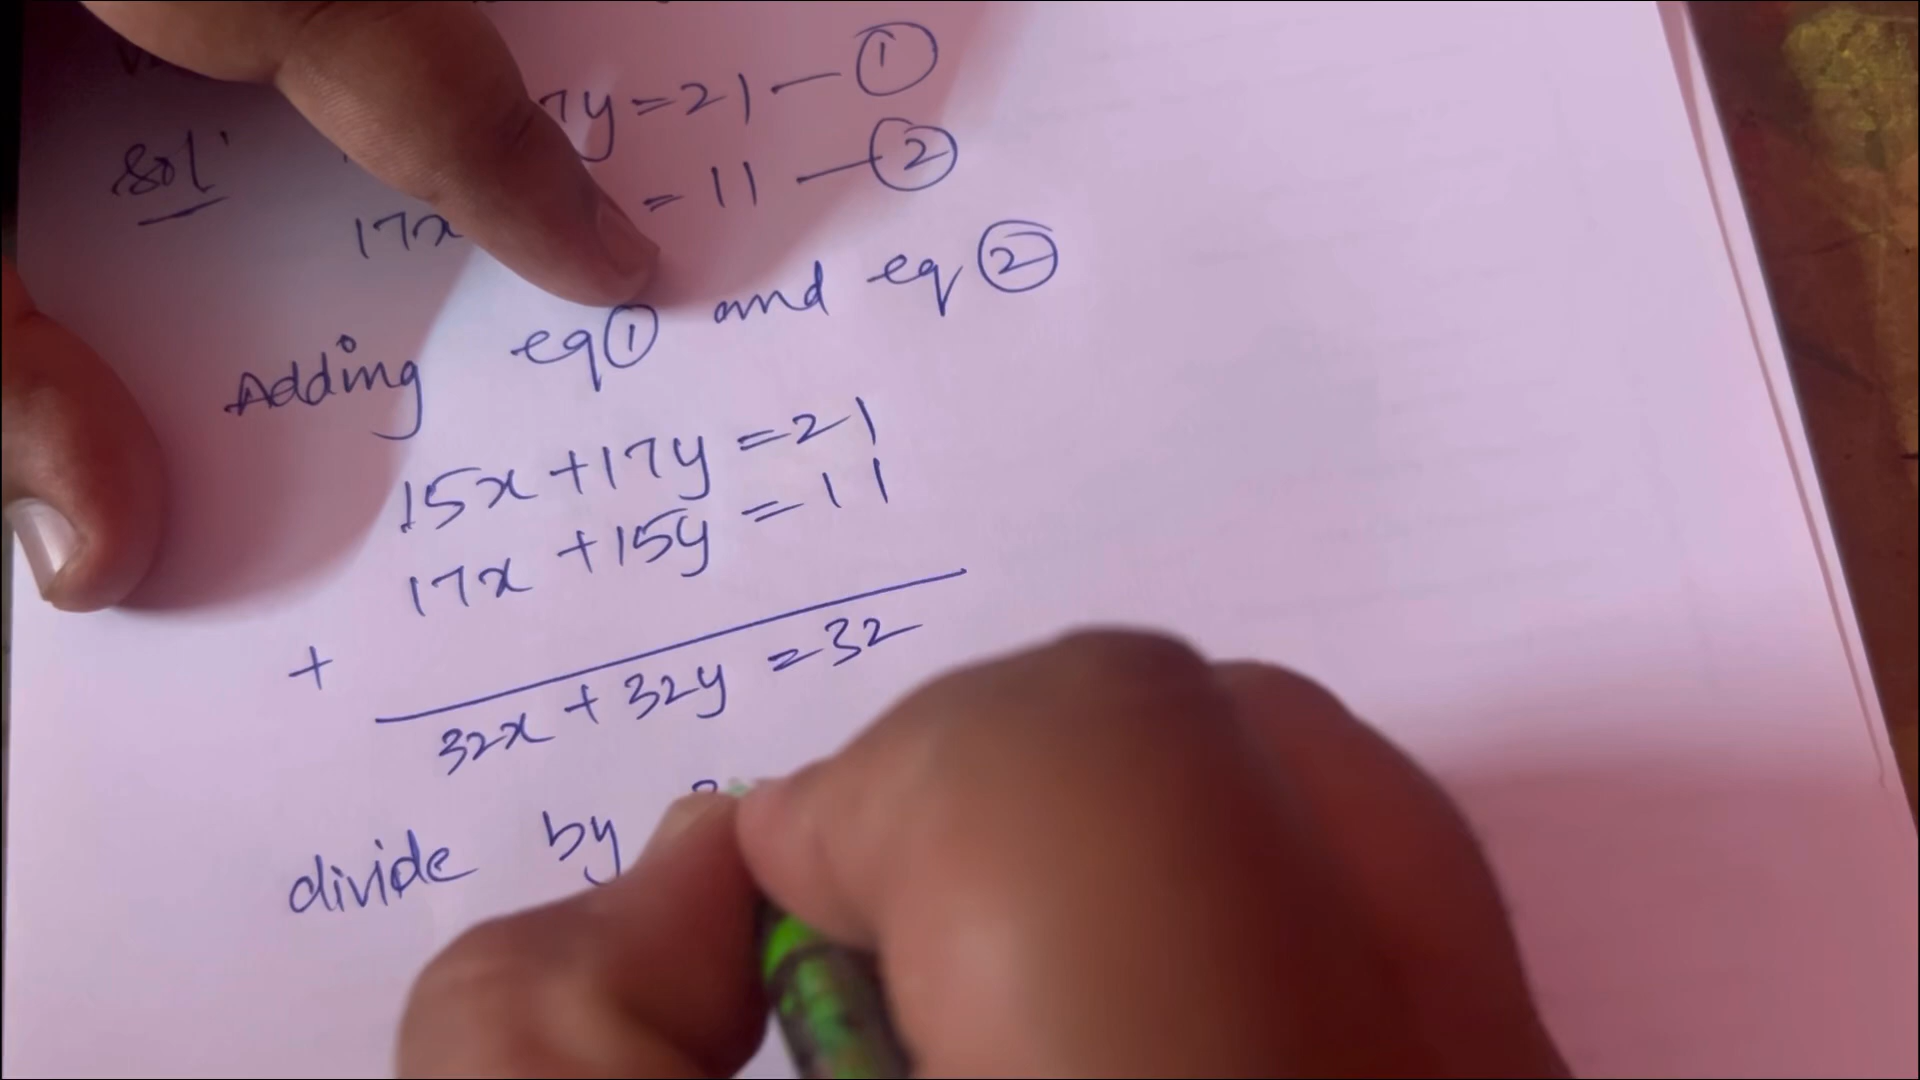 7y=21 — ①
Sol'
17x = 11 — ②
Adding eq① and eq②
15x+17y=21
17x +15y = 11
+
32x + 32y =32
divide by